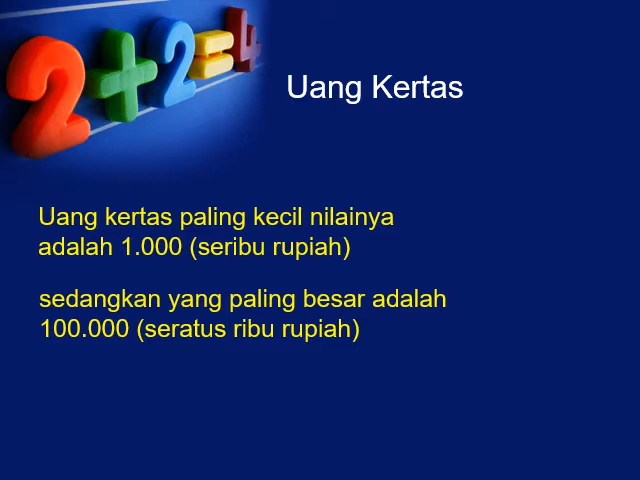 2+2=4
Uang Kertas
Uang kertas paling kecil nilainya
adalah 1.000 (seribu rupiah)
sedangkan yang paling besar adalah
100.000 (seratus ribu rupiah)